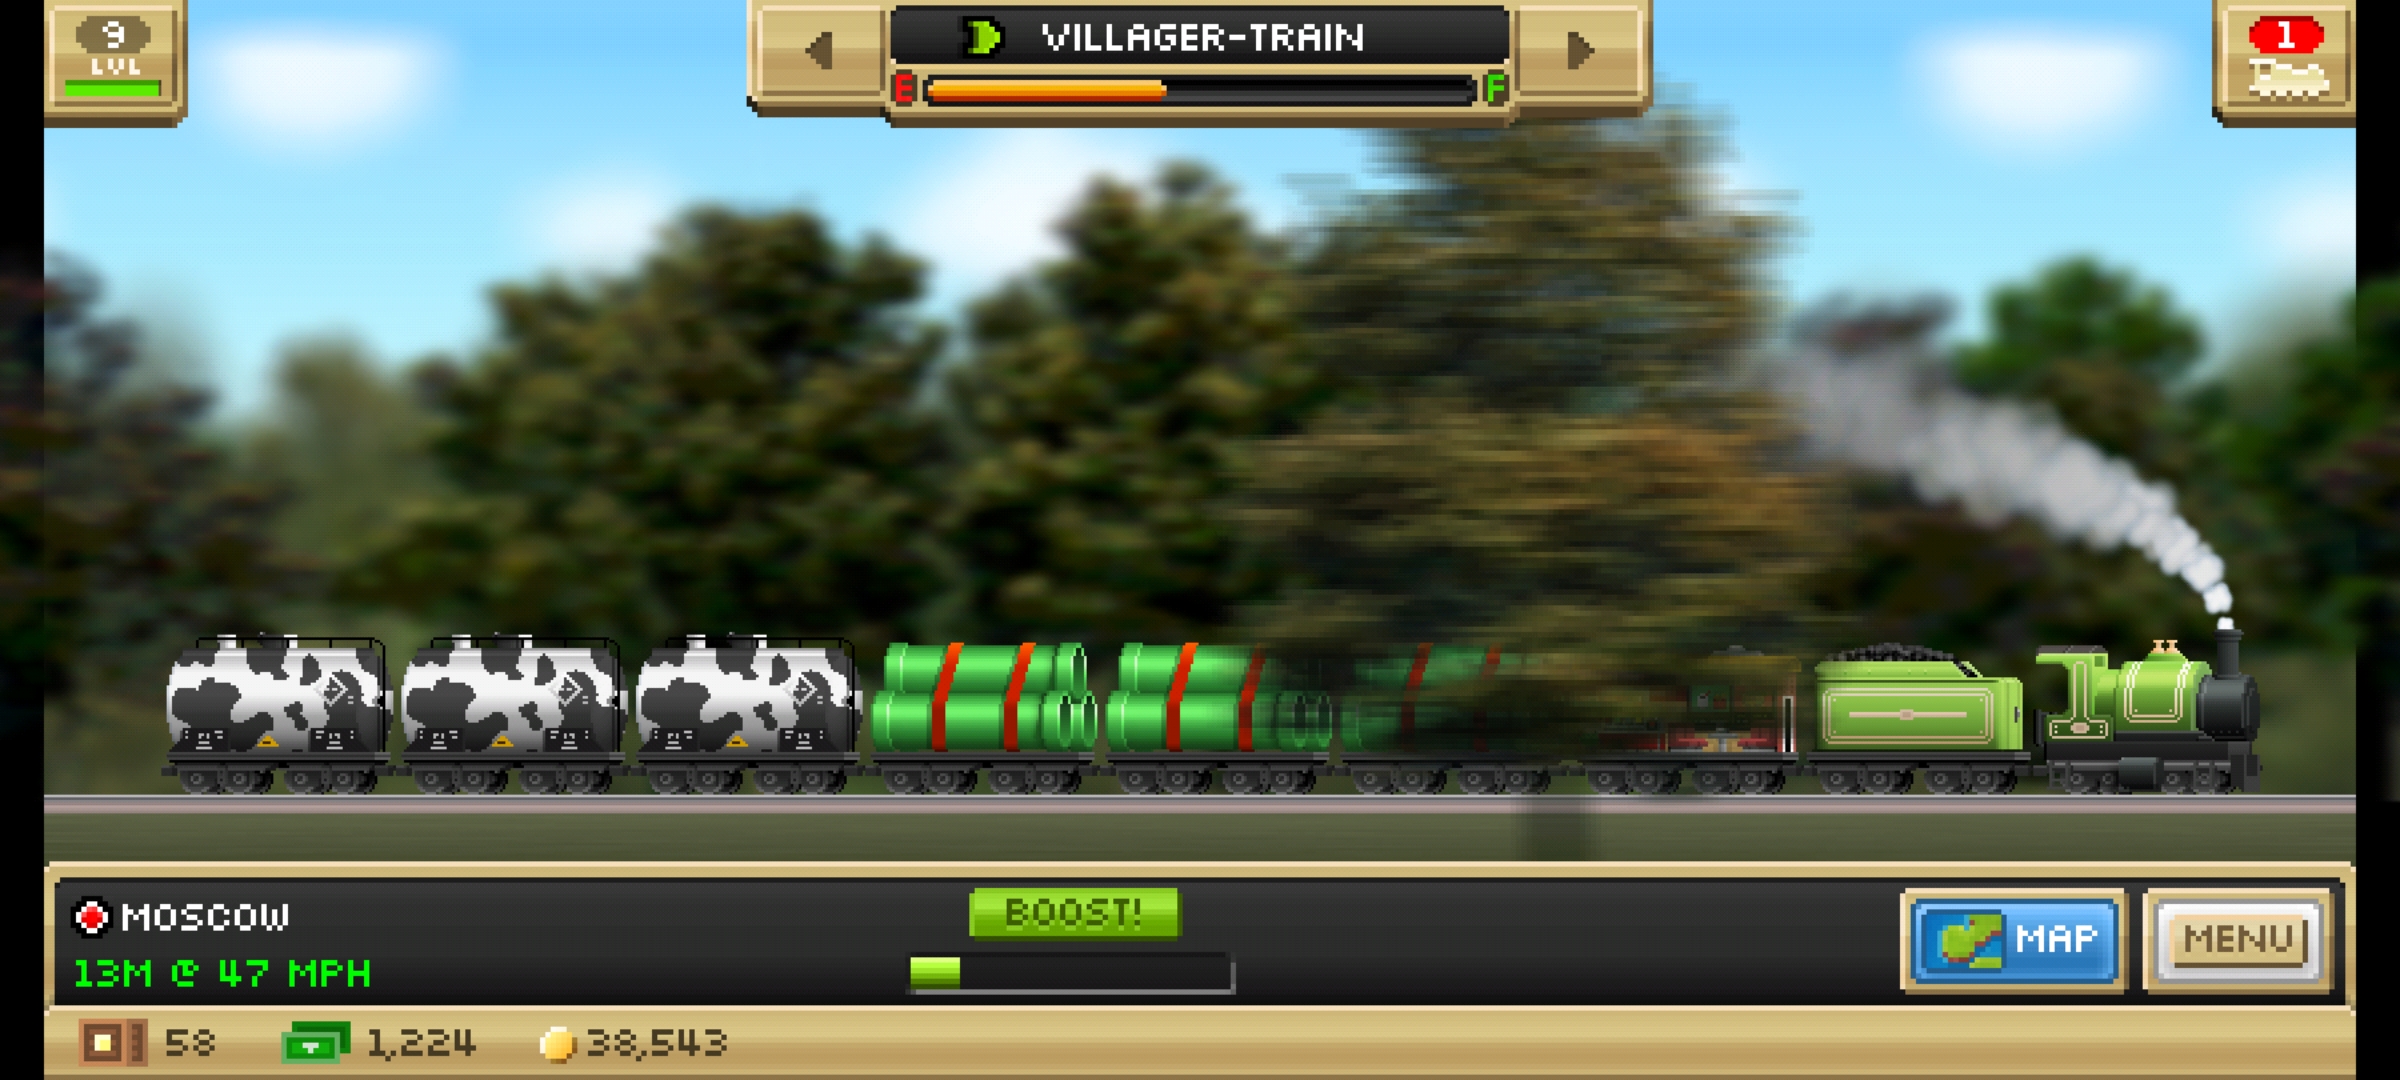 9
LVL
VILLAGER-TRAIN
E F
1
MOSCOW
13M @ 47 MPH
BOOST!
MAP
MENU
58
1,224
38,543